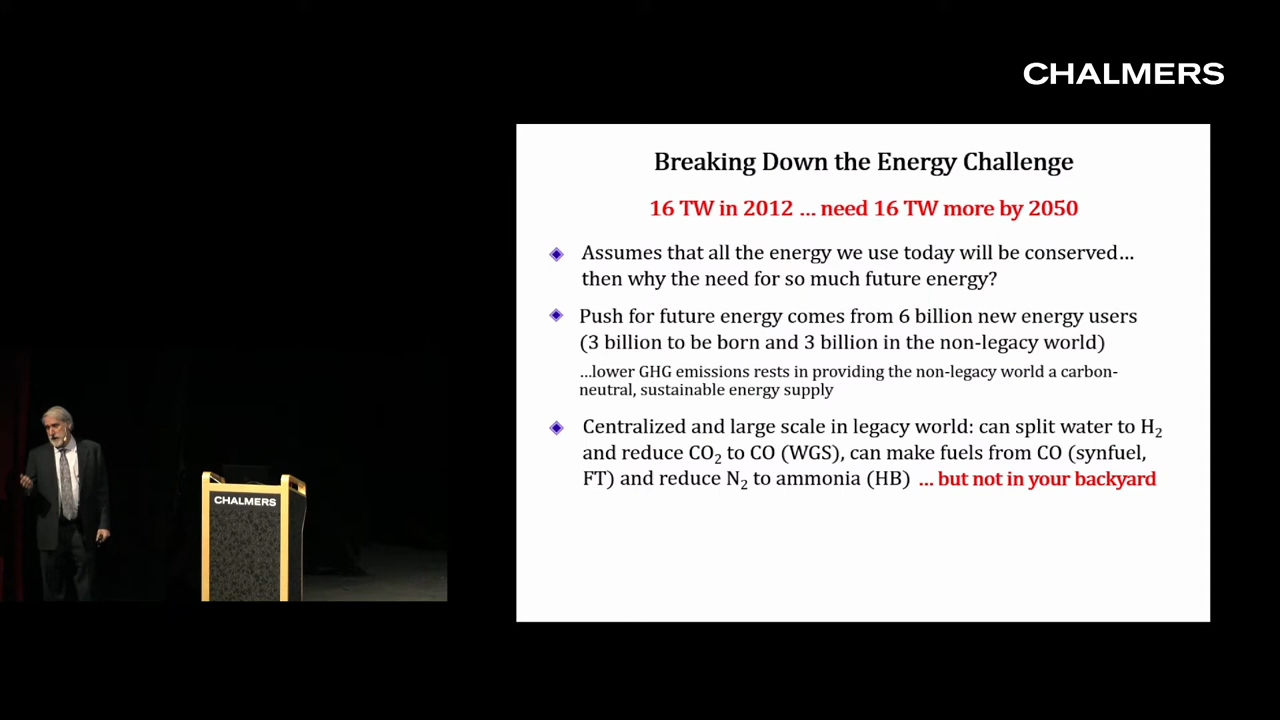 CHALMERS
Breaking Down the Energy Challenge
16 TW in 2012 ... need 16 TW more by 2050
Assumes that all the energy we use today will be conserved...
then why the need for so much future energy?
Push for future energy comes from 6 billion new energy users
(3 billion to be born and 3 billion in the non-legacy world)
...lower GHG emissions rests in providing the non-legacy world a carbon-
neutral, sustainable energy supply
Centralized and large scale in legacy world: can split water to H₂
and reduce CO₂ to CO (WGS), can make fuels from CO (synfuel,
FT) and reduce N₂ to ammonia (HB) ... but not in your backyard
CHALMERS